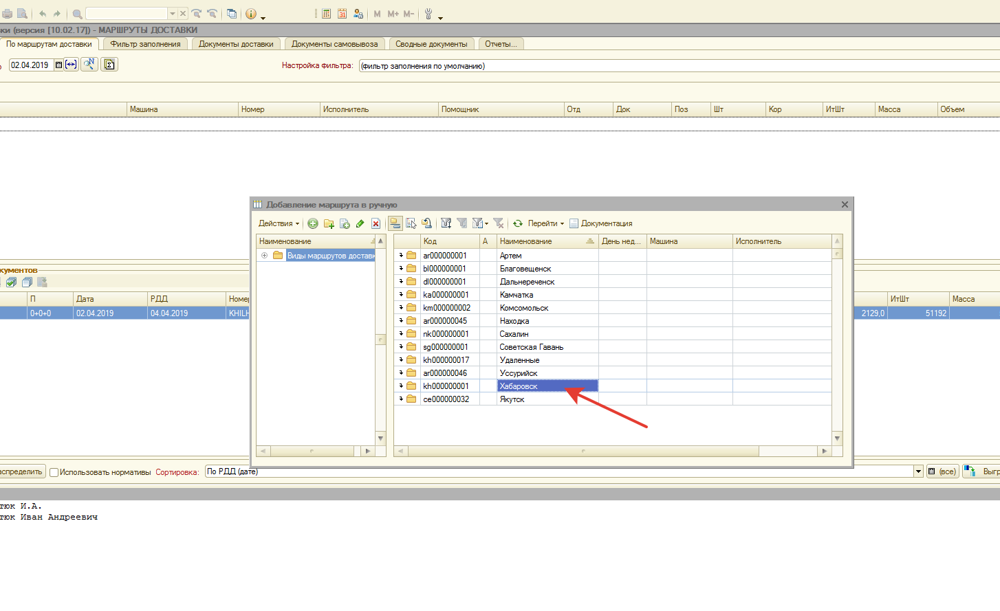 M M+ M-
ки (версия [10.02.17]) - МАРШРУТЫ ДОСТАВКИ
По маршрутам доставки Фильтр заполнения Документы доставки Документы самовывоза Сводные документы Отчеты...
02.04.2019 Настройка фильтра: (фильтр заполнения по умолчанию)
Машина Номер Исполнитель Помощник Отд Док Поз Шт Кор ИтШт Масса Объем
Добавление маршрута в ручную
Действия Перейти Документация
Наименование Код А Наименование День нед... Машина Исполнитель
Виды маршрутов доставк
ar000000001 Артем
bl000000001 Благовещенск
dl000000001 Дальнереченск
ka000000001 Камчатка
km000000002 Комсомольск
ar000000045 Находка
nk000000001 Сахалин
sg000000001 Советская Гавань
kh000000017 Удаленные
ar000000046 Уссурийск
kh000000001 Хабаровск
ce000000032 Якутск
кументов
П Дата РДД Номер ИтШт Масса
0+0+0 02.04.2019 04.04.2019 KHILH 2129,0 51192
аспределить Использовать нормативы Сортировка: По РДД (дате) (все) Выгр
тюк И.А.
тюк Иван Андреевич